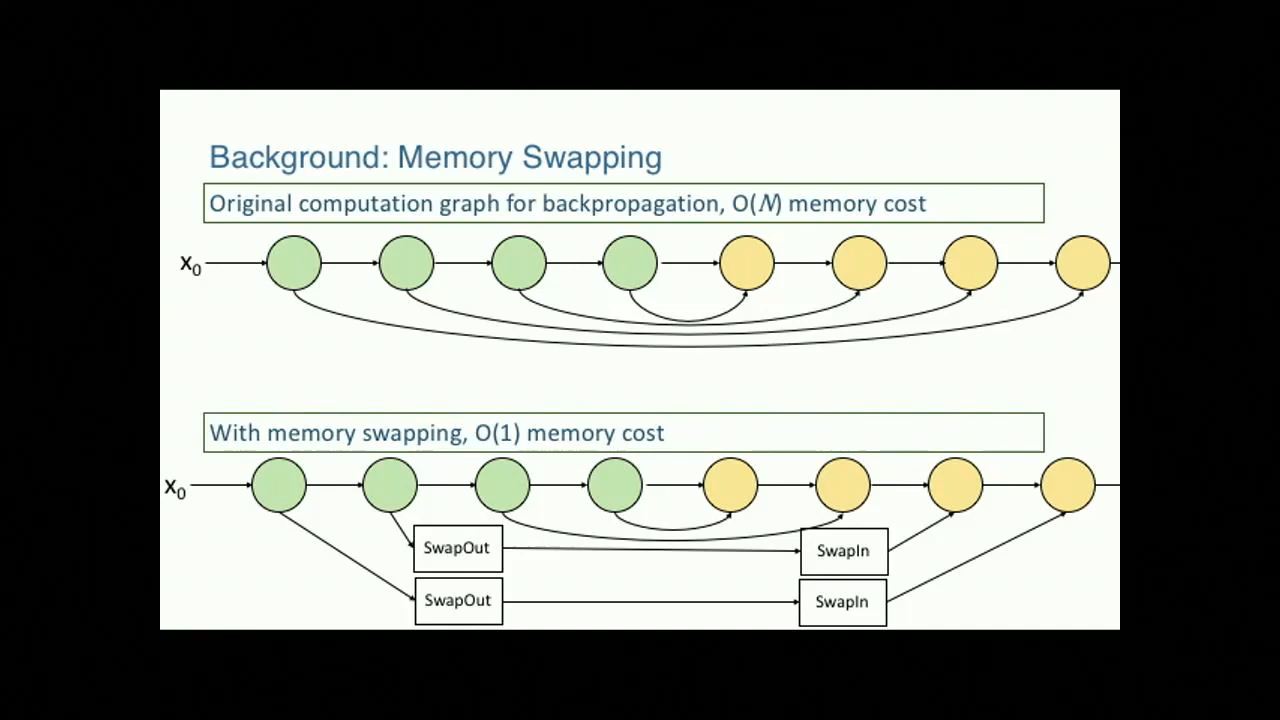 Background: Memory Swapping
Original computation graph for backpropagation, O(N) memory cost
x₀
With memory swapping, O(1) memory cost
x₀
SwapOut
SwapIn
SwapOut
SwapIn